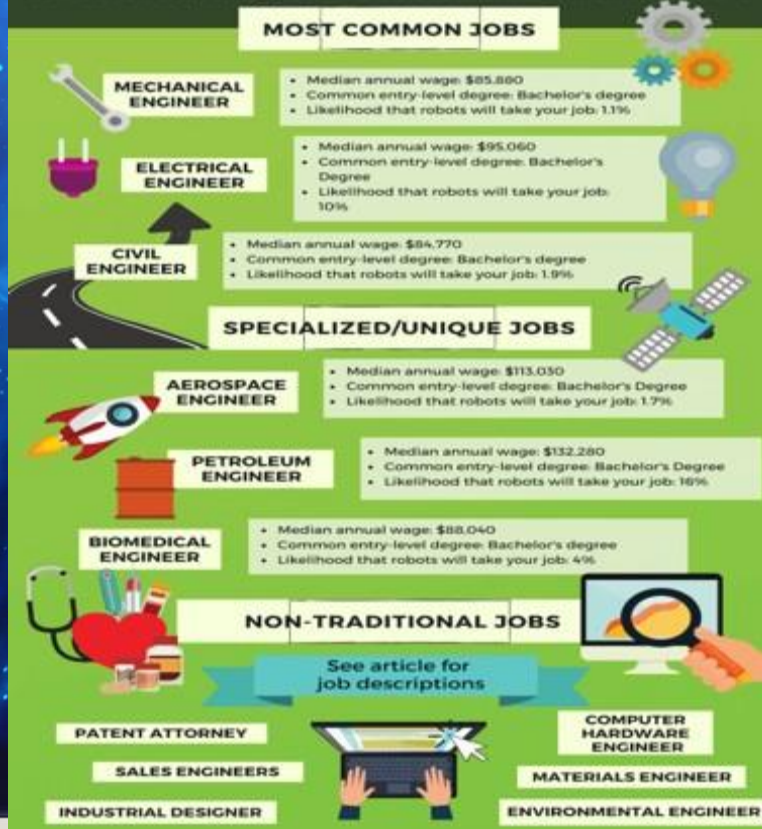 MOST COMMON JOBS
MECHANICAL
ENGINEER
• Median annual wage: $85,880
• Common entry-level degree: Bachelor's degree
• Likelihood that robots will take your job: 1.1%
ELECTRICAL
ENGINEER
• Median annual wage: $95,060
• Common entry-level degree: Bachelor's
Degree
• Likelihood that robots will take your job:
10%
CIVIL
ENGINEER
• Median annual wage: $84,770
• Common entry-level degree: Bachelor's degree
• Likelihood that robots will take your job: 1.9%
SPECIALIZED/UNIQUE JOBS
AEROSPACE
ENGINEER
• Median annual wage: $113,030
• Common entry-level degree: Bachelor's Degree
• Likelihood that robots will take your job: 1.7%
PETROLEUM
ENGINEER
• Median annual wage: $132,280
• Common entry-level degree: Bachelor's Degree
• Likelihood that robots will take your job: 16%
BIOMEDICAL
ENGINEER
• Median annual wage: $88,040
• Common entry-level degree: Bachelor's degree
• Likelihood that robots will take your job: 4%
NON-TRADITIONAL JOBS
See article for
job descriptions
PATENT ATTORNEY
SALES ENGINEERS
INDUSTRIAL DESIGNER
COMPUTER
HARDWARE
ENGINEER
MATERIALS ENGINEER
ENVIRONMENTAL ENGINEER